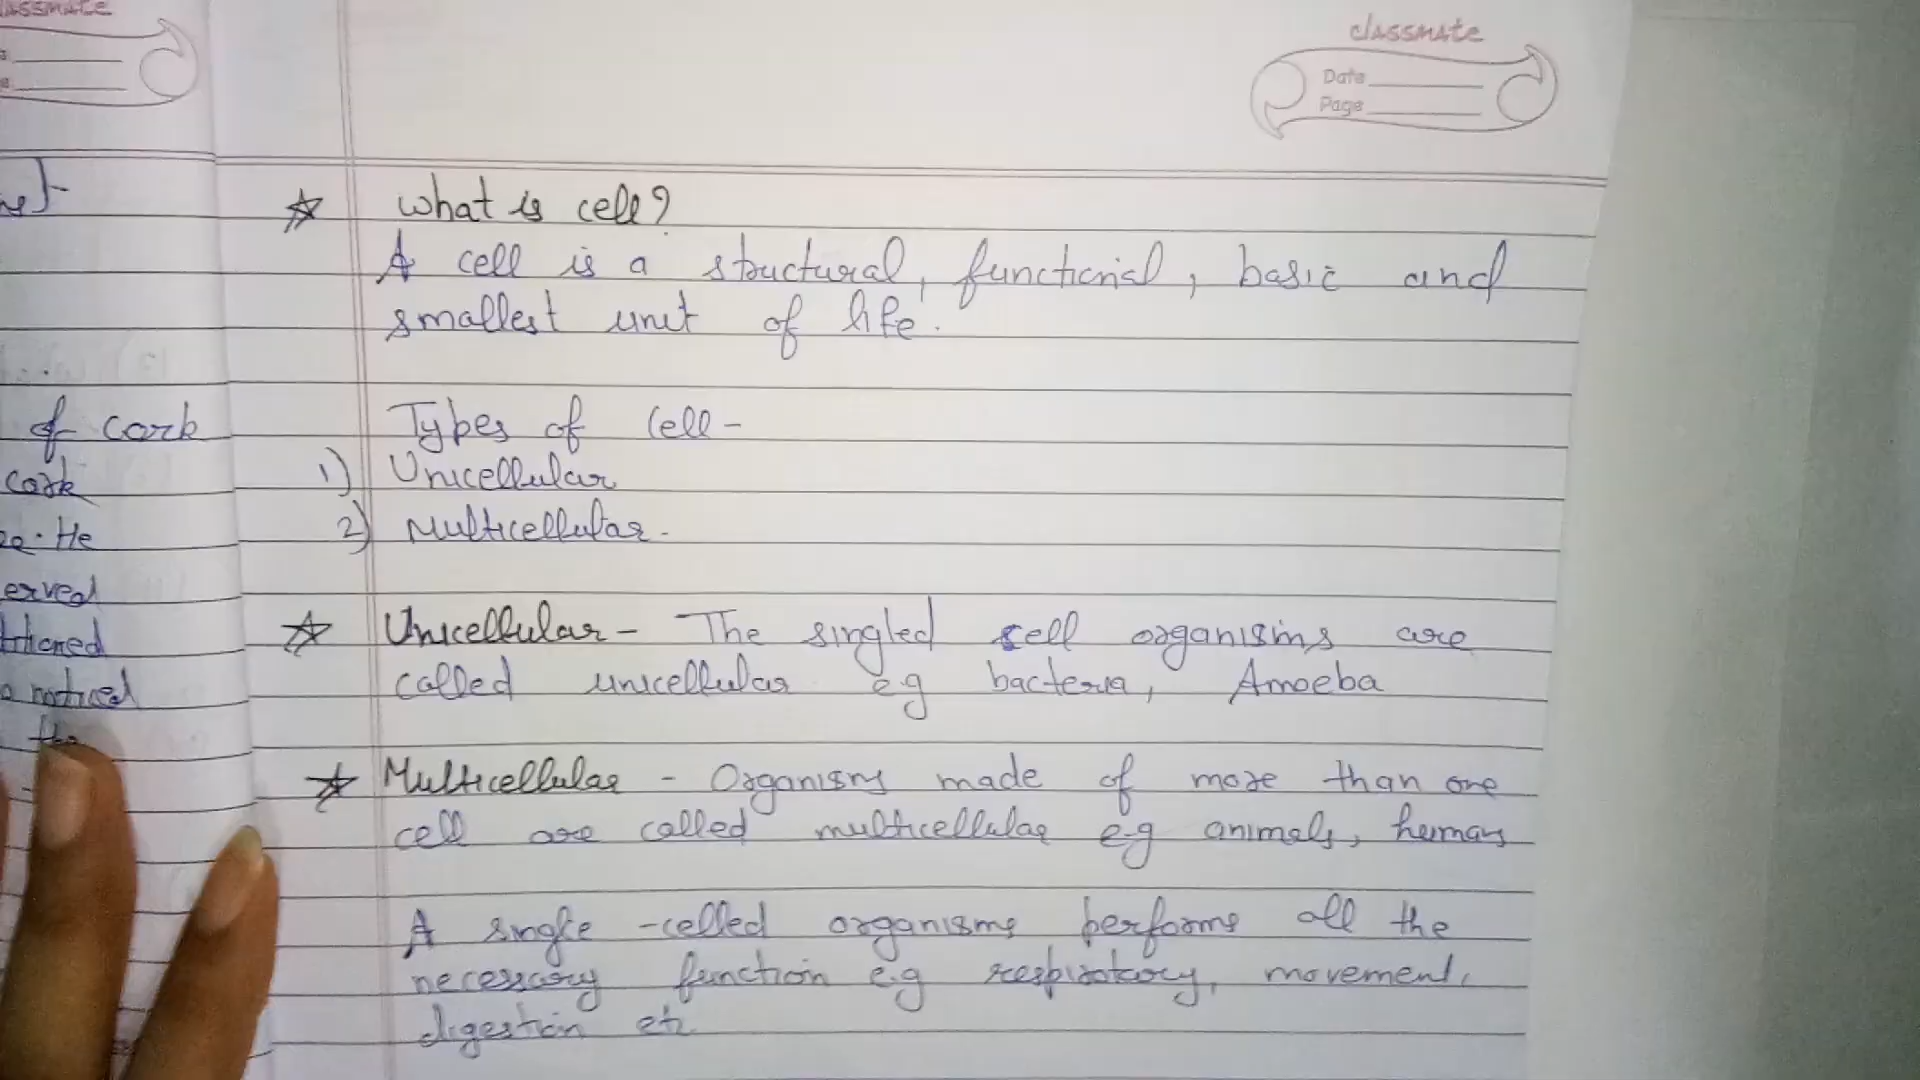 classmate
Date
Page
★ What is cell?
A cell is a structural, functional, basic and
smallest unit of life.
Types of Cell -
1) Unicellular
2) Multicellular.
★ Unicellular - The singled cell organisms are
called unicellular e.g bacteria, Amoeba
★ Multicellular - Organisms made of more than one
cell are called multicellular e.g animals, humans
A single -celled organisms performs all the
necessary function e.g respiratory, movement,
digestion etc
of cork
cork
He
erved
noticed
the